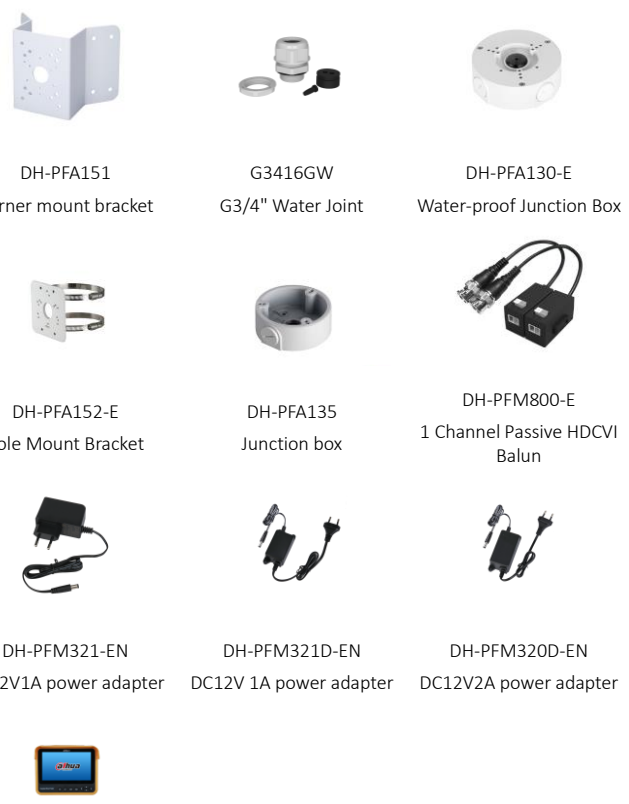 DH-PFA151
G3416GW
DH-PFA130-E
rner mount bracket
G3/4" Water Joint
Water-proof Junction Box
DH-PFA152-E
DH-PFA135
DH-PFM800-E
ole Mount Bracket
Junction box
1 Channel Passive HDCVI
Balun
DH-PFM321-EN
DH-PFM321D-EN
DH-PFM320D-EN
2V1A power adapter
DC12V 1A power adapter
DC12V2A power adapter
alhua